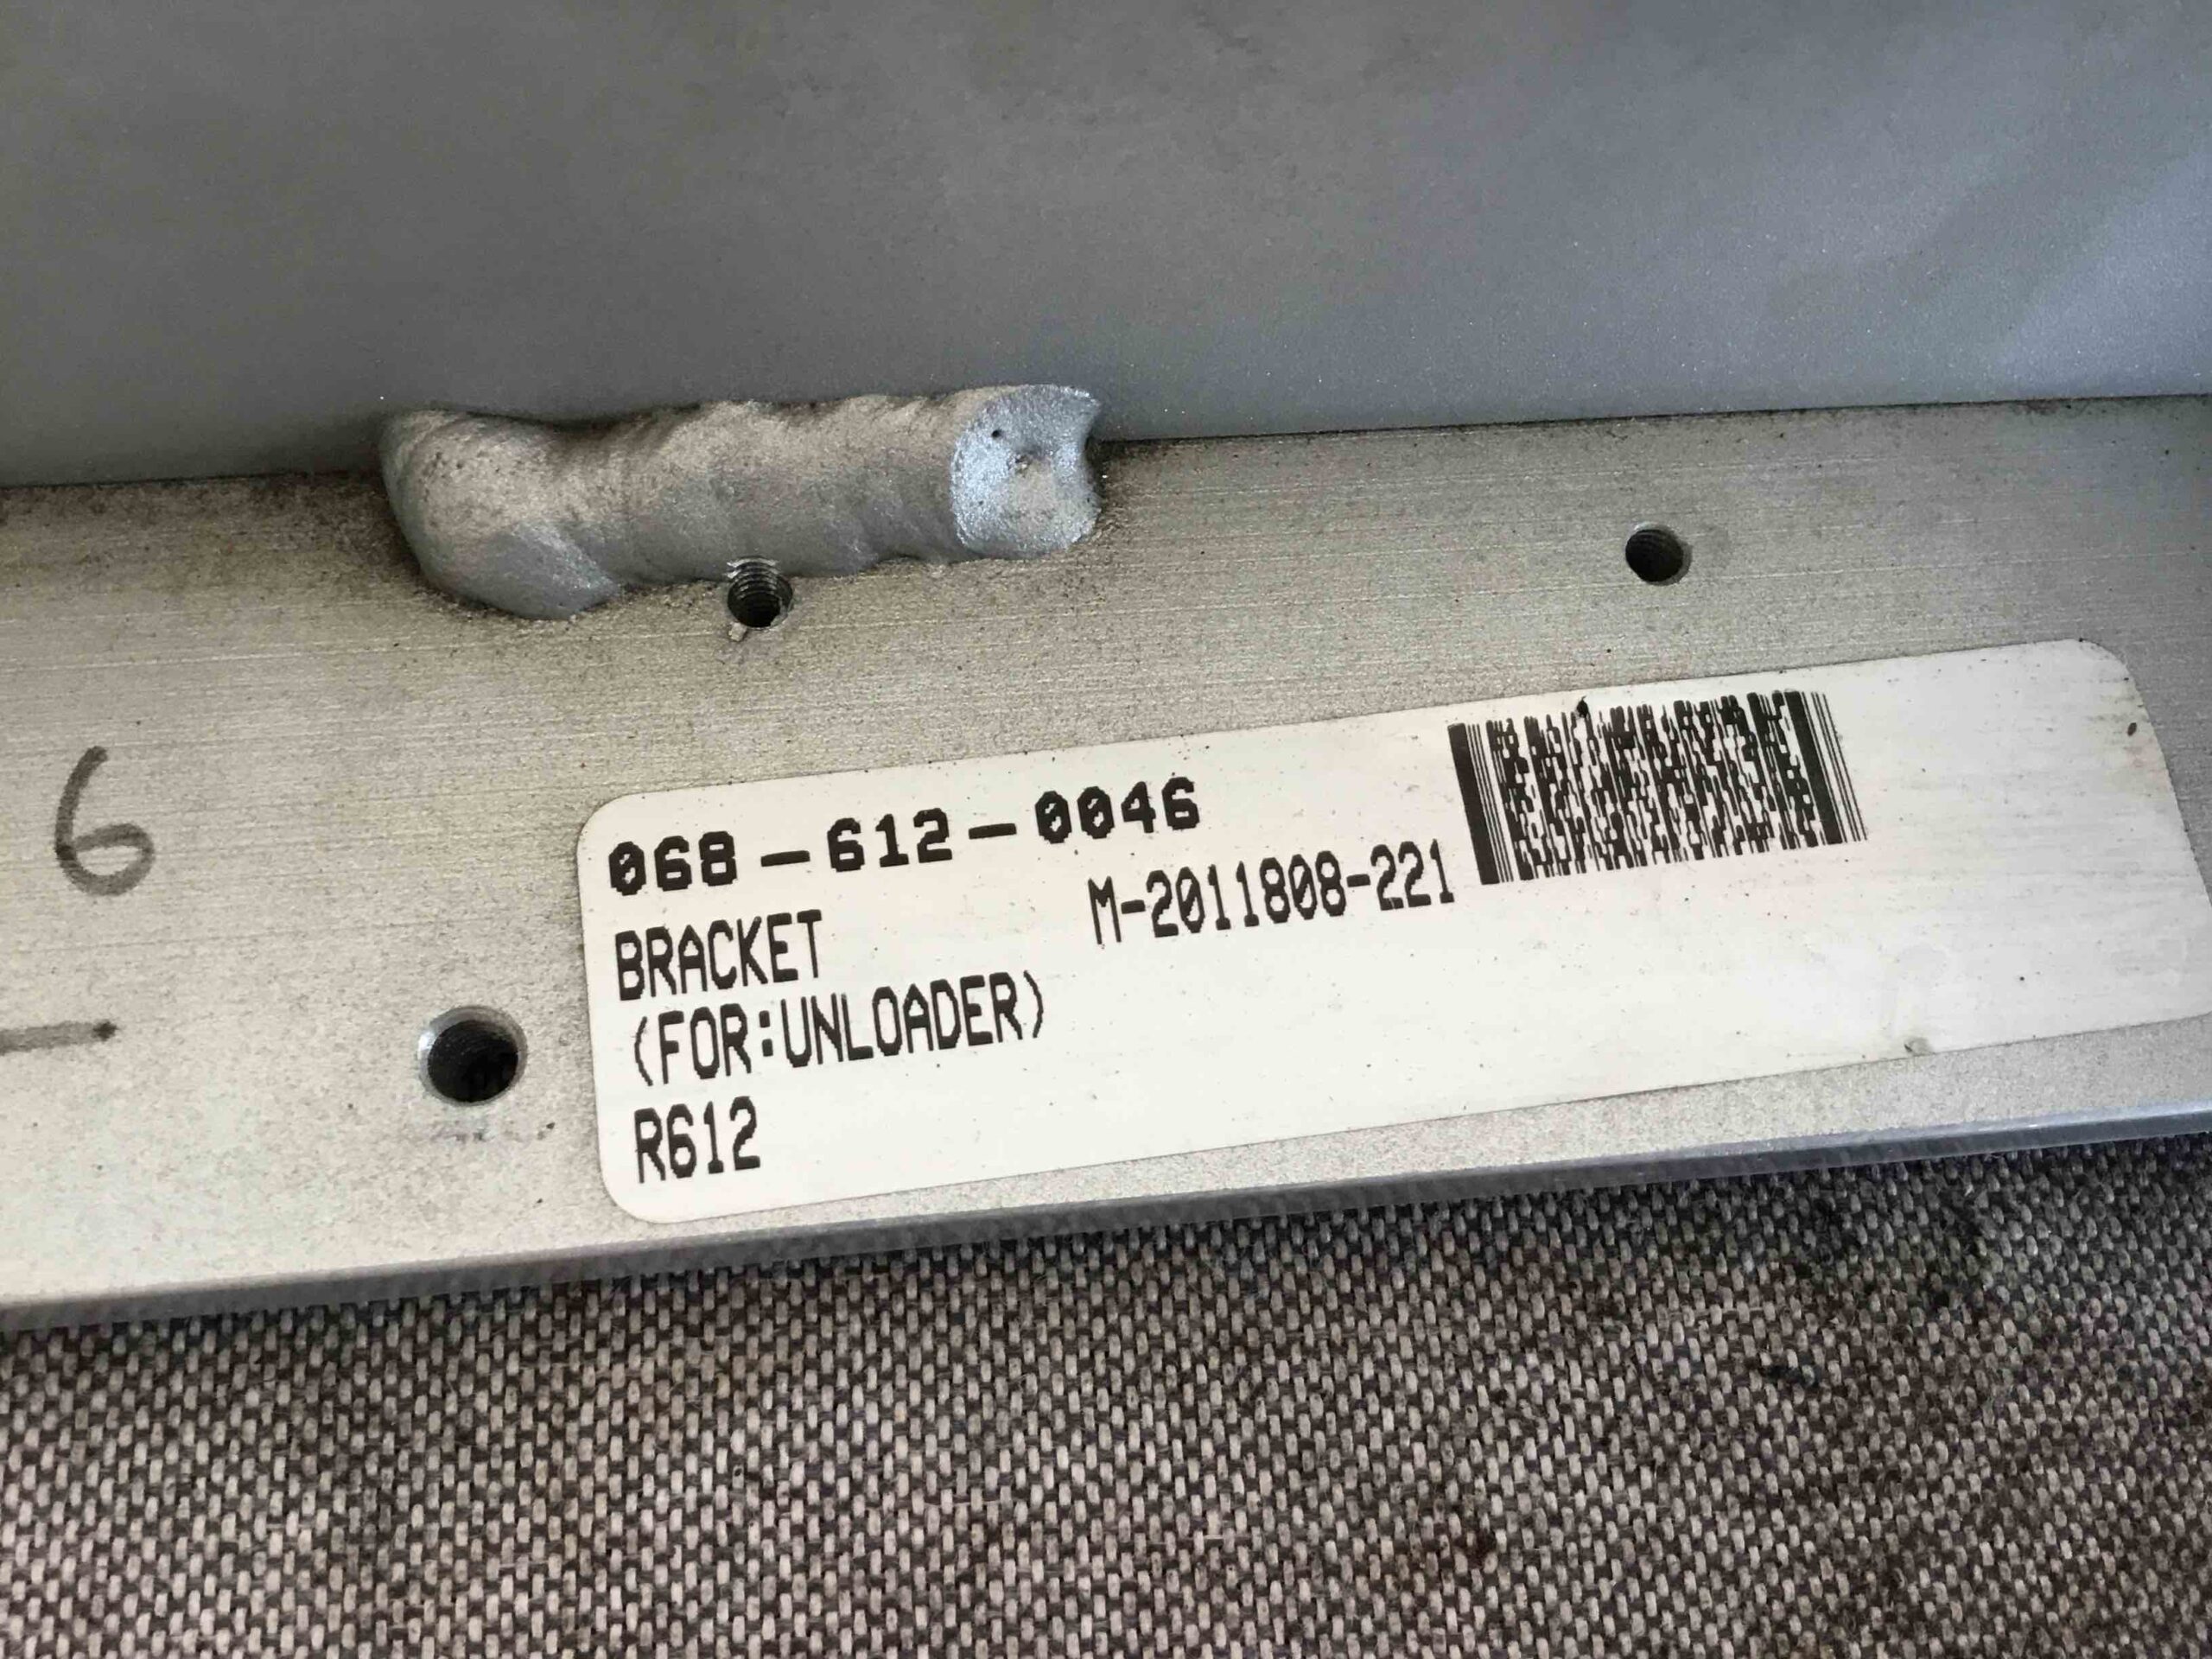 6
068-612-0046
BRACKET M-2011808-221
(FOR:UNLOADER)
R612